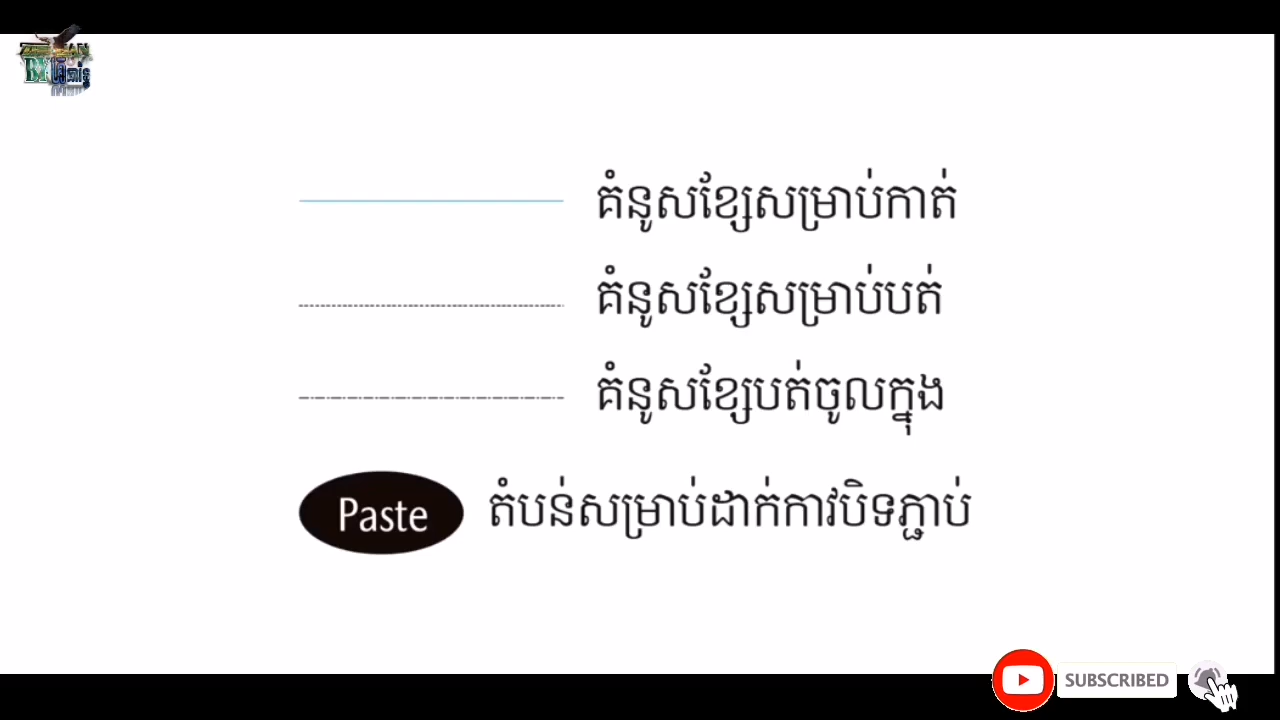 គំនូសខ្សែសម្រាប់កាត់
គំនូសខ្សែសម្រាប់បត់
គំនូសខ្សែបត់ចូលក្នុង
Paste តំបន់សម្រាប់ដាក់កាវបិទភ្ជាប់
SUBSCRIBED